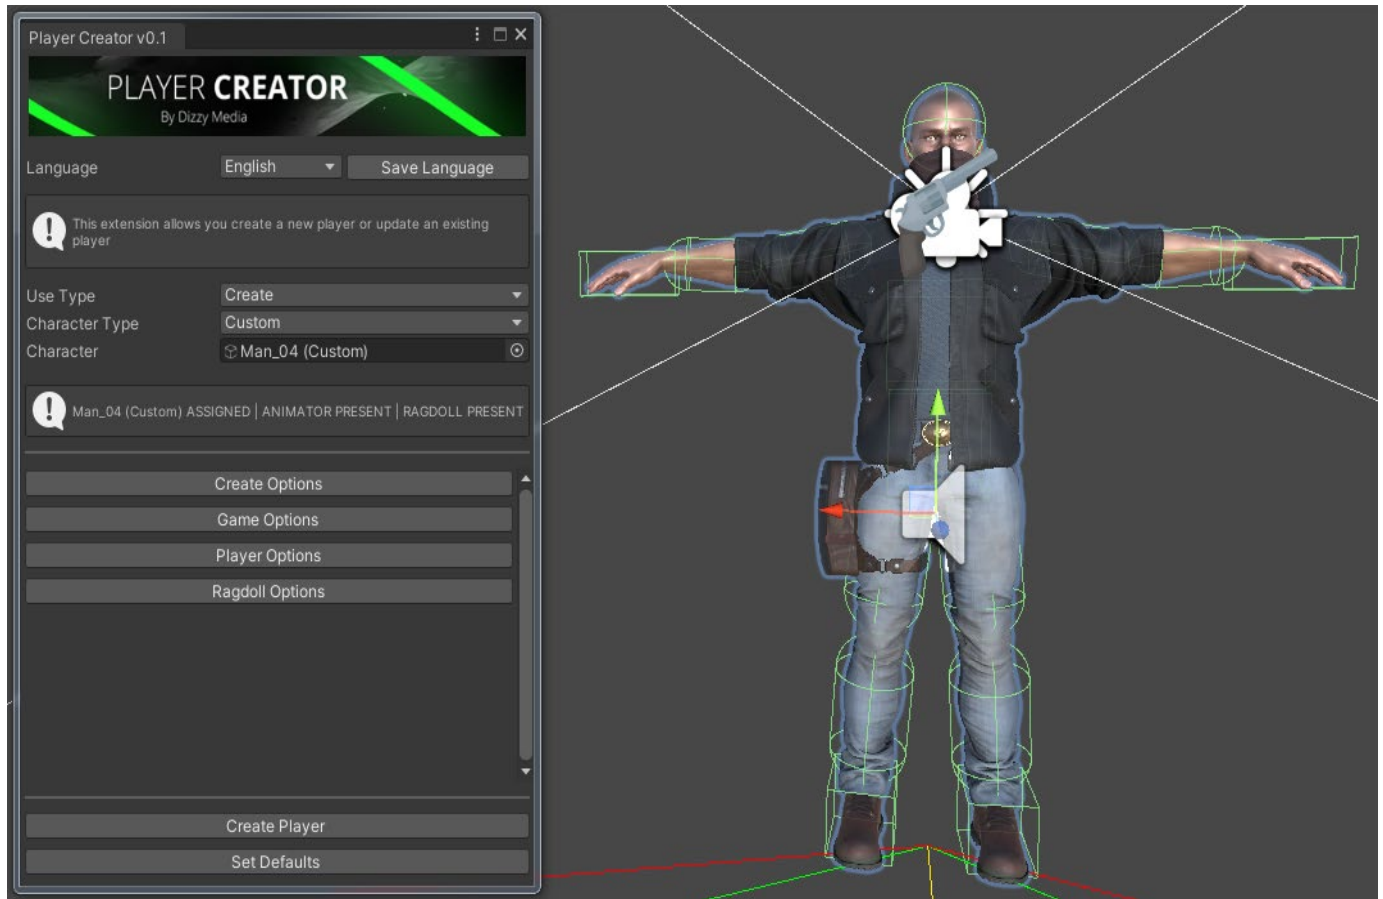 Player Creator v0.1
PLAYER CREATOR
By Dizzy Media
Language English Save Language
This extension allows you create a new player or update an existing
player
Use Type Create
Character Type Custom
Character Man_04 (Custom)
Man_04 (Custom) ASSIGNED | ANIMATOR PRESENT | RAGDOLL PRESENT
Create Options
Game Options
Player Options
Ragdoll Options
Create Player
Set Defaults